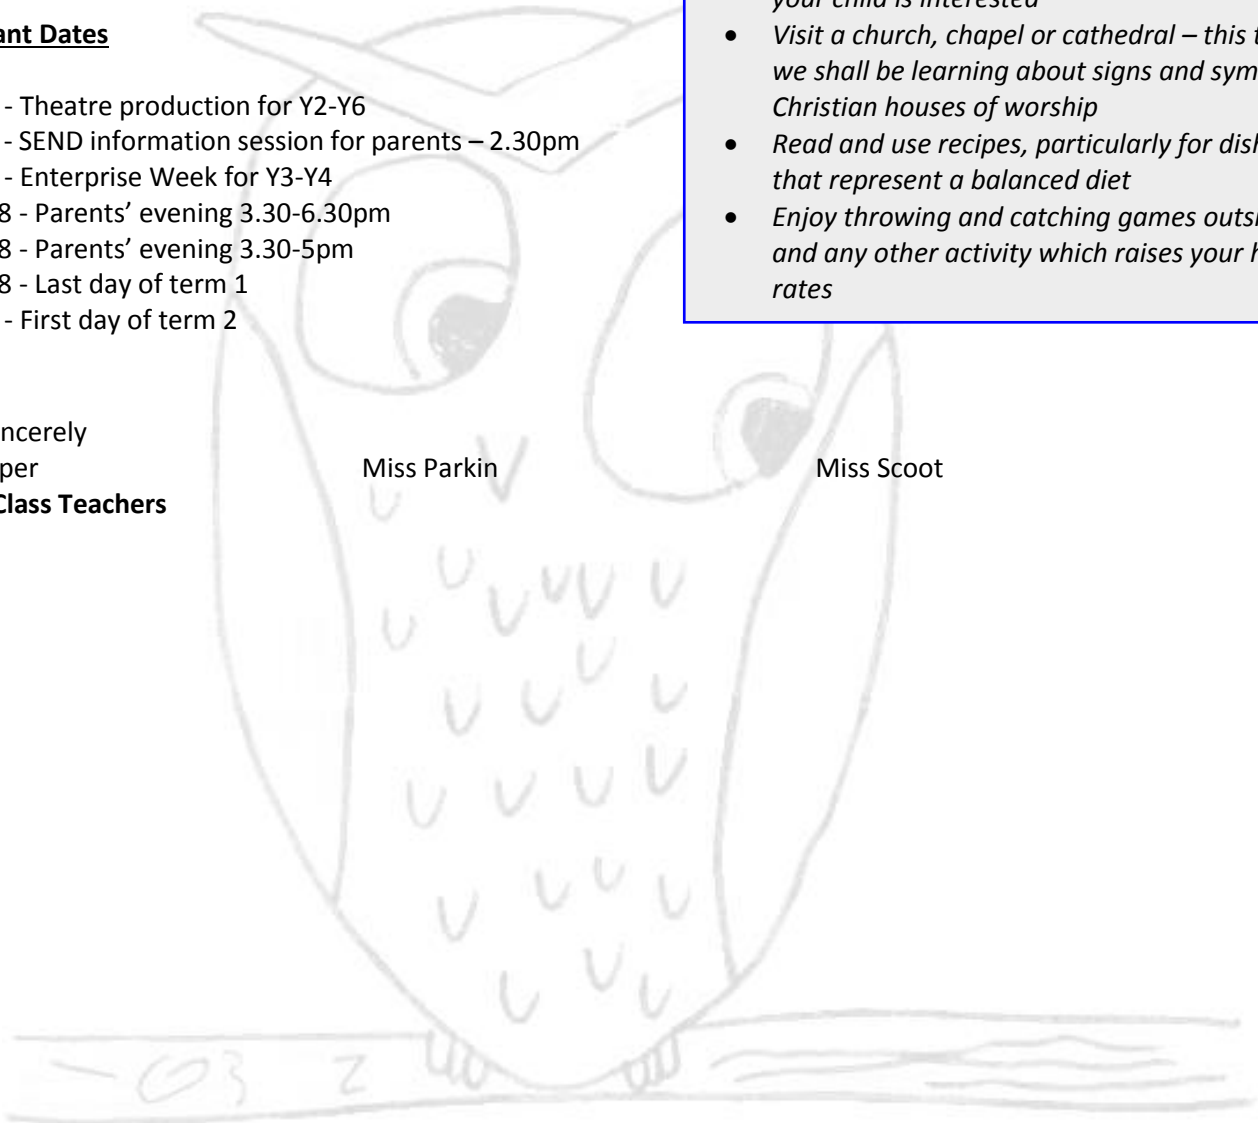 ant Dates
- Theatre production for Y2-Y6
- SEND information session for parents – 2.30pm
- Enterprise Week for Y3-Y4
8 - Parents’ evening 3.30-6.30pm
8 - Parents’ evening 3.30-5pm
8 - Last day of term 1
- First day of term 2
your child is interested
• Visit a church, chapel or cathedral – this t
we shall be learning about signs and sym
Christian houses of worship
• Read and use recipes, particularly for dish
that represent a balanced diet
• Enjoy throwing and catching games outsi
and any other activity which raises your h
rates
ncerely
per Miss Parkin Miss Scoot
Class Teachers